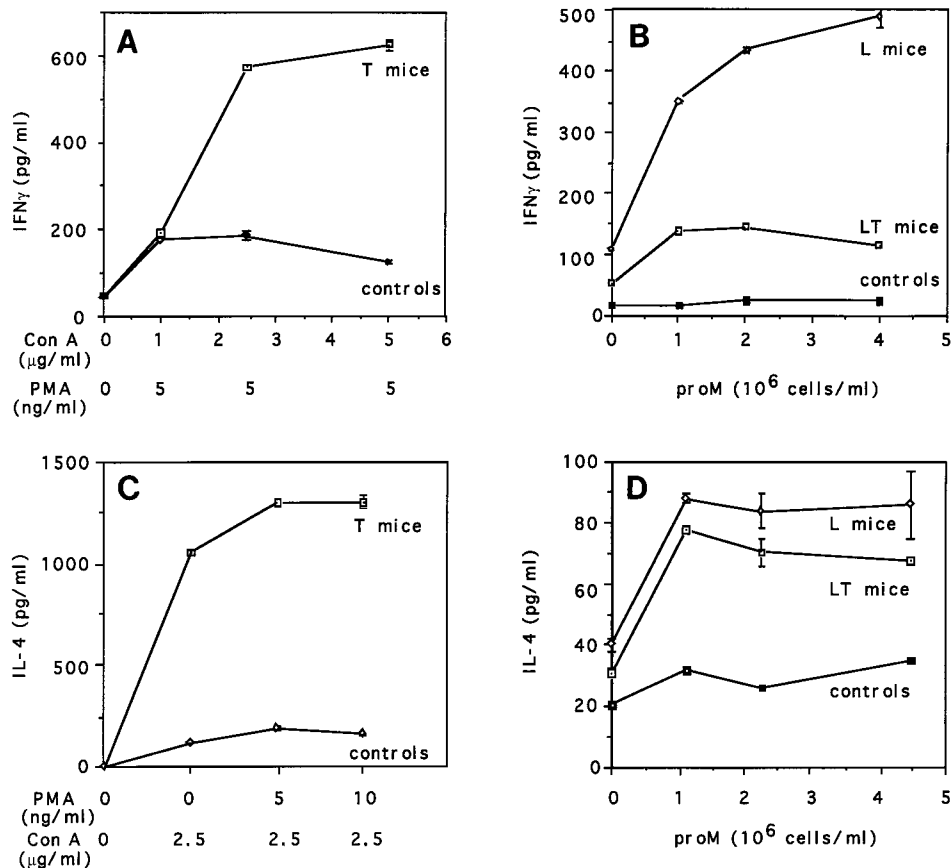 A
IFNγ (pg/ml)
600
400
200
0
T mice
controls
0 1 2 3 4 5 6
Con A
(μg/ml)
PMA
(ng/ml)
0 5 5 5
B
IFNγ (pg/ml)
500
400
300
200
100
0
L mice
LT mice
controls
0 1 2 3 4 5
proM (10⁶ cells/ml)
C
IL-4 (pg/ml)
1500
1000
500
0
T mice
controls
PMA
(ng/ml)
0 0 5 10
Con A
(μg/ml)
0 2.5 2.5 2.5
D
IL-4 (pg/ml)
100
80
60
40
20
0
L mice
LT mice
controls
0 1 2 3 4 5
proM (10⁶ cells/ml)